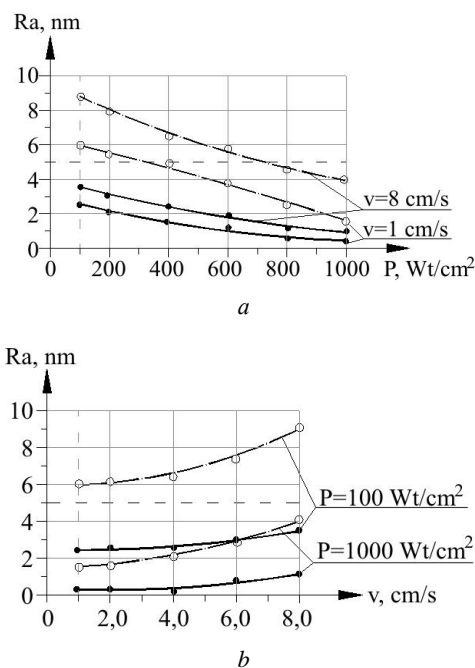 Ra, nm
10
8
6
4
2
0
v=8 cm/s
v=1 cm/s
0 200 400 600 800 1000 P, Wt/cm²
a
Ra, nm
10
8
6
4
2
0
P=100 Wt/cm²
P=1000 Wt/cm²
0 2,0 4,0 6,0 8,0 v, cm/s
b